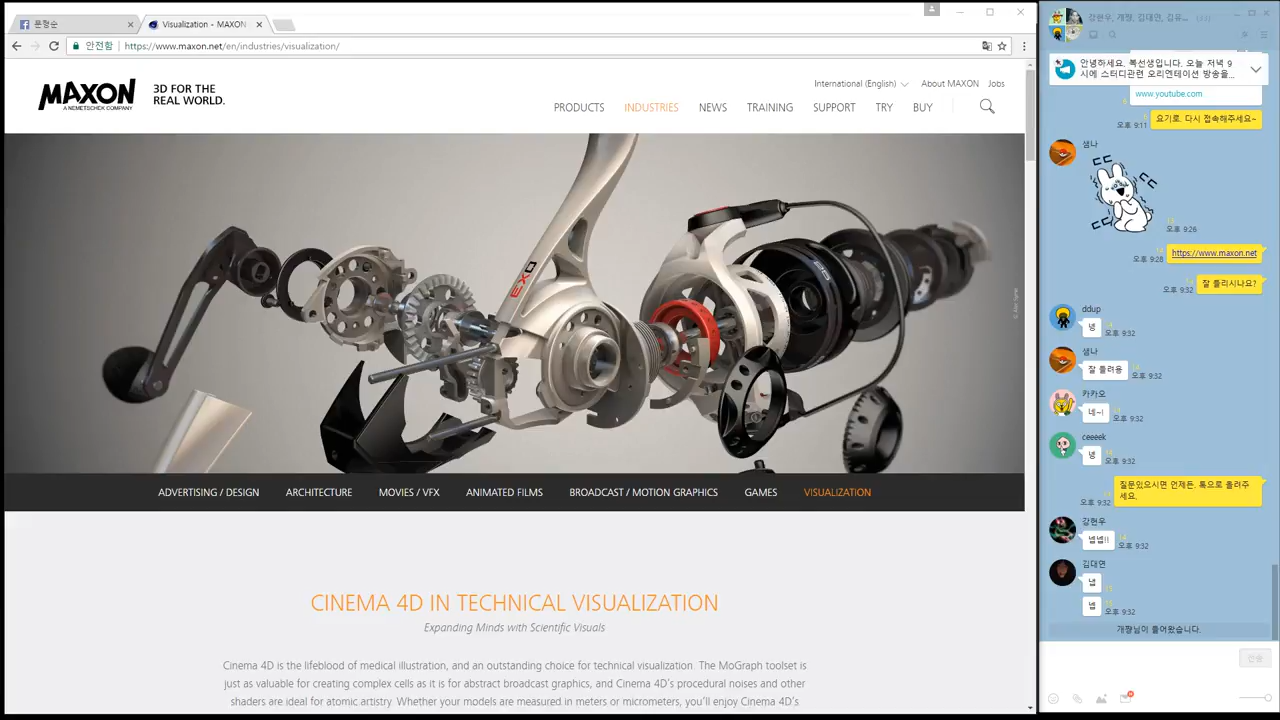 문형순
Visualization - MAXON
안전함
https://www.maxon.net/en/industries/visualization/
MAXON
A NEMETSCHEK COMPANY
3D FOR THE
REAL WORLD.
International (English)
About MAXON
Jobs
PRODUCTS
INDUSTRIES
NEWS
TRAINING
SUPPORT
TRY
BUY
EXO
ADVERTISING / DESIGN
ARCHITECTURE
MOVIES / VFX
ANIMATED FILMS
BROADCAST / MOTION GRAPHICS
GAMES
VISUALIZATION
CINEMA 4D IN TECHNICAL VISUALIZATION
Expanding Minds with Scientific Visuals
Cinema 4D is the lifeblood of medical illustration, and an outstanding choice for technical visualization. The MoGraph toolset is
just as valuable for creating complex cells as it is for abstract broadcast graphics, and Cinema 4D's procedural noises and other
shaders are ideal for atomic artistry. Whether your models are measured in meters or micrometers, you'll enjoy Cinema 4D's
강현우, 개짱, 김대연, 김유...
안녕하세요. 폭선생입니다. 오늘 저녁 9
시에 스터디관련 오리엔테이션 방송을...
www.youtube.com
요기로. 다시 접속해주세요~
오후 9:11
샘나
ㄷㄷ
ㄷㄷ
ㄷㄷ
오후 9:26
https://www.maxon.net
오후 9:28
잘 들리시나요?
오후 9:32
ddup
넹
오후 9:32
샘나
잘 들려용
오후 9:32
카카오
네~!
오후 9:32
ceeeek
넹
오후 9:32
질문있으시면 언제든. 톡으로 올려주
세요.
오후 9:32
강현우
넵넵!!
오후 9:32
김대연
냅
넵
오후 9:32
개짱님이 들어왔습니다.
전송